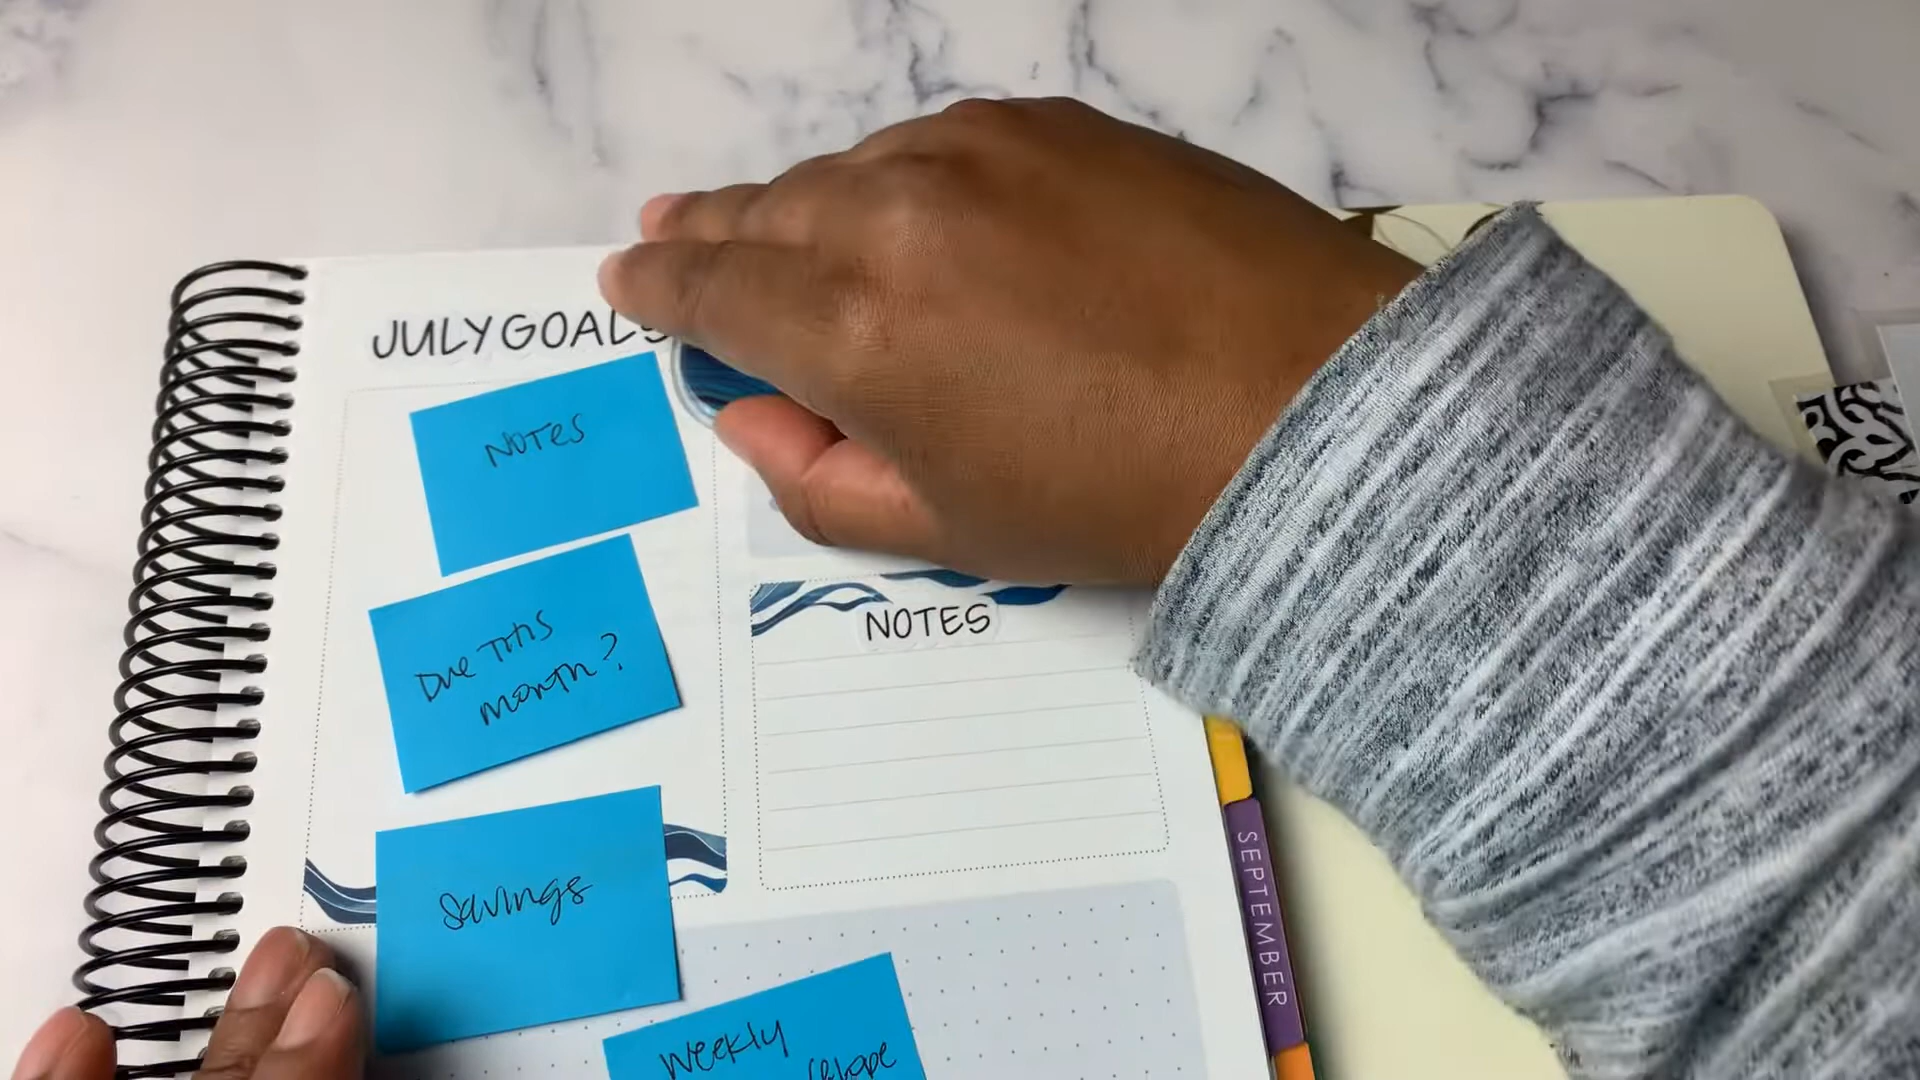 JULY GOALS
NOTES
Due This
month?
NOTES
Savings
SEPTEMBER
Weekly